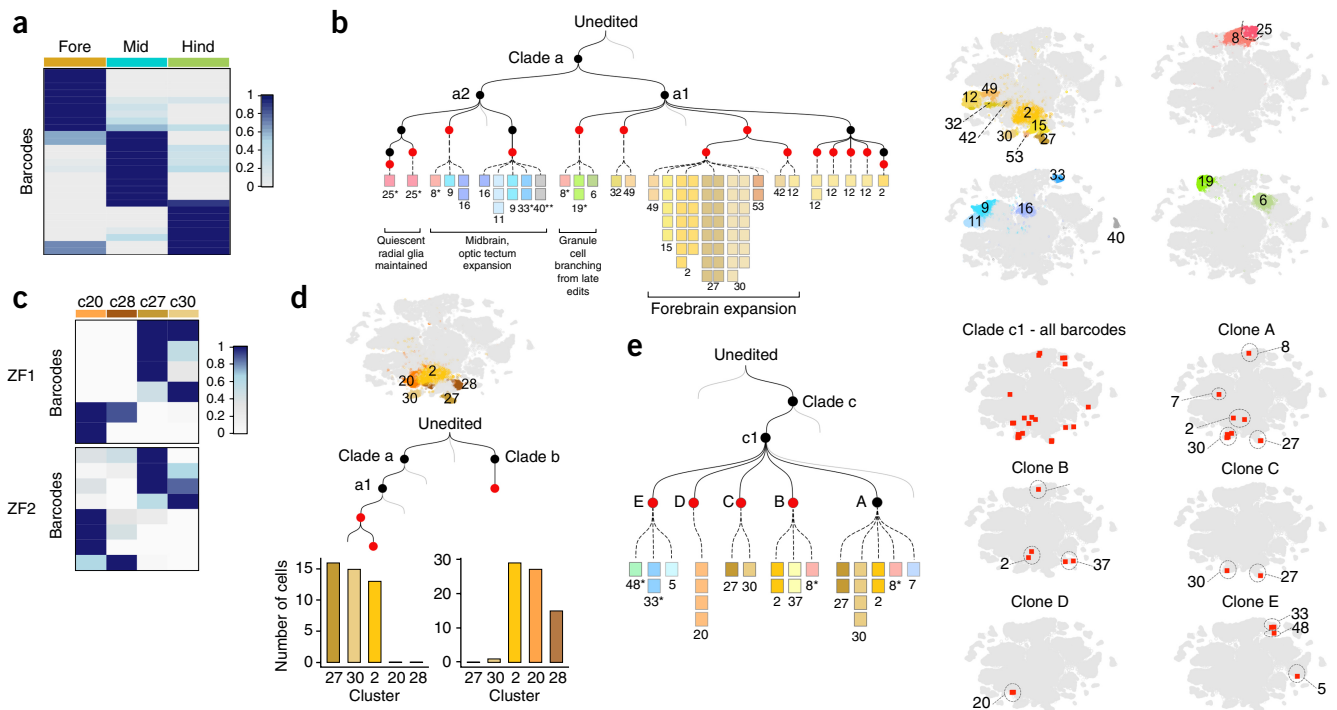 a
Fore Mid Hind
Barcodes
1
0.8
0.6
0.4
0.2
0
b
Unedited
Clade a
a2
a1
25* 25* 8* 9 16 16 11 9 33* 40** 8* 19* 6 32 49 49 15 2 27 30 53 42 12 12 12 12 12 2
Quiescent
radial glia
maintained
Midbrain,
optic tectum
expansion
Granule
cell
branching
from late
edits
Forebrain expansion
12 49 2 15 32 42 30 27 53
8 25
33 9 11 16 40
19 6
c
c20 c28 c27 c30
ZF1
Barcodes
1
0.8
0.6
0.4
0.2
0
ZF2
Barcodes
d
20 2 28 30 27
Unedited
Clade a
Clade b
a1
Number of cells
15
10
5
0
27 30 2 20 28
Cluster
30
20
10
0
27 30 2 20 28
Cluster
e
Unedited
Clade c
c1
E D C B A
48* 33* 5 20 27 30 2 37 8* 27 30 2 8* 7
Clade c1 - all barcodes
Clone A
8
7
2
30 27
Clone B
2 37
Clone C
30 27
Clone D
20
Clone E
33
48
5